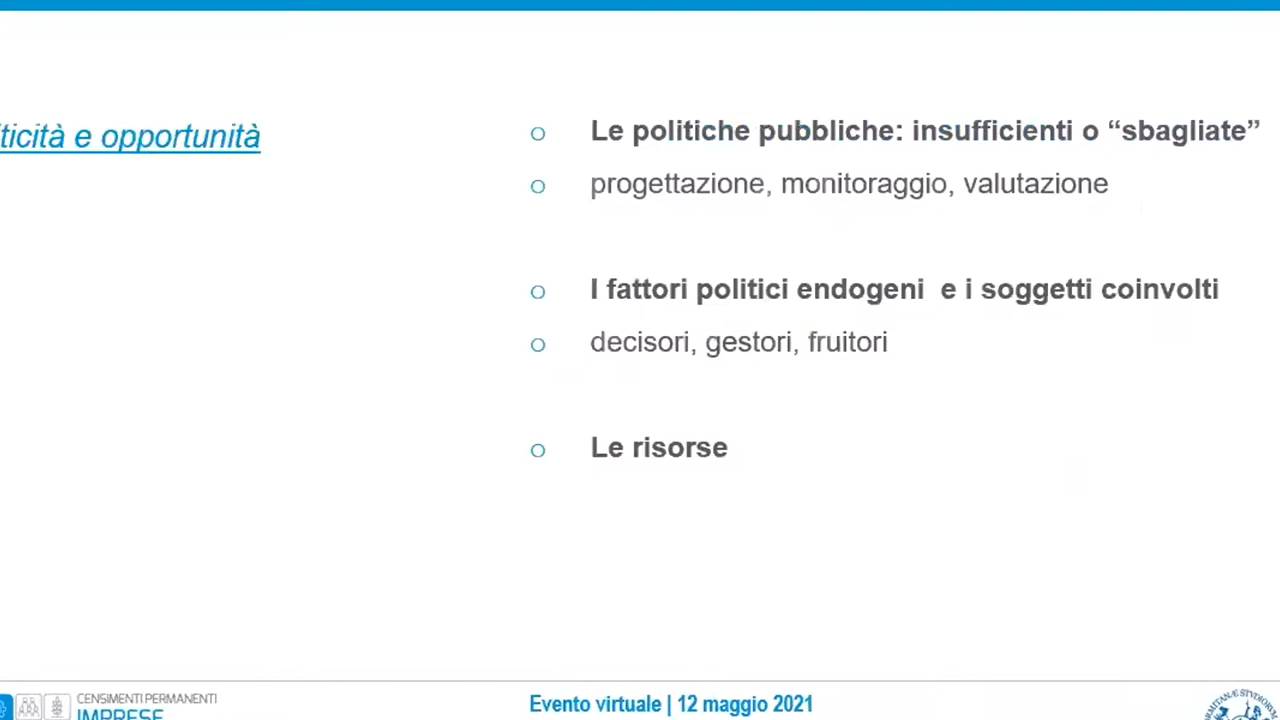 ticità e opportunità
Le politiche pubbliche: insufficienti o “sbagliate”
progettazione, monitoraggio, valutazione
I fattori politici endogeni e i soggetti coinvolti
decisori, gestori, fruitori
Le risorse
CENSIMENTI PERMANENTI
IMPRESE
Evento virtuale | 12 maggio 2021